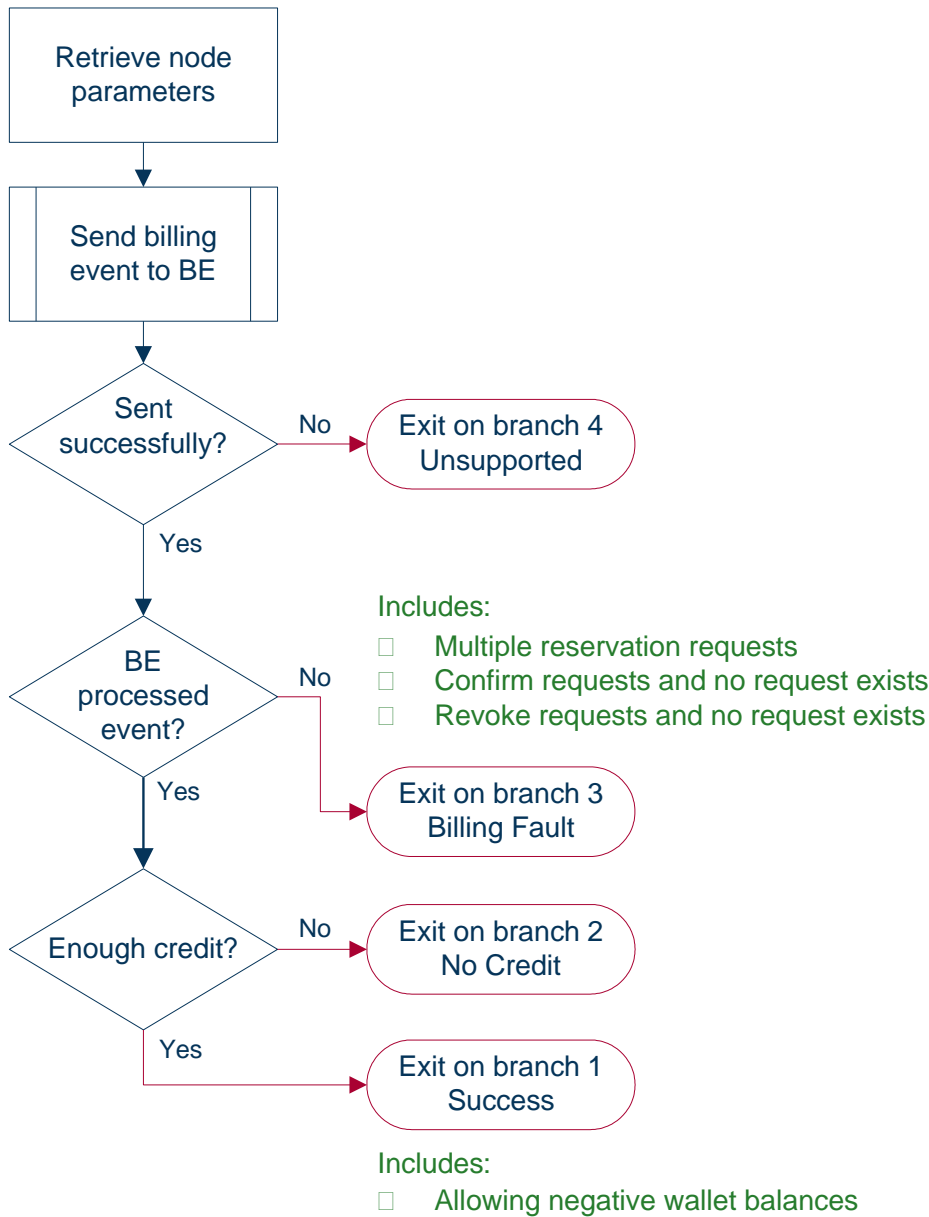 Retrieve node
parameters
Send billing
event to BE
Sent
successfully?
No
Exit on branch 4
Unsupported
Yes
Includes:
Multiple reservation requests
Confirm requests and no request exists
Revoke requests and no request exists
BE
processed
event?
No
Exit on branch 3
Billing Fault
Yes
Enough credit?
No
Exit on branch 2
No Credit
Yes
Exit on branch 1
Success
Includes:
Allowing negative wallet balances